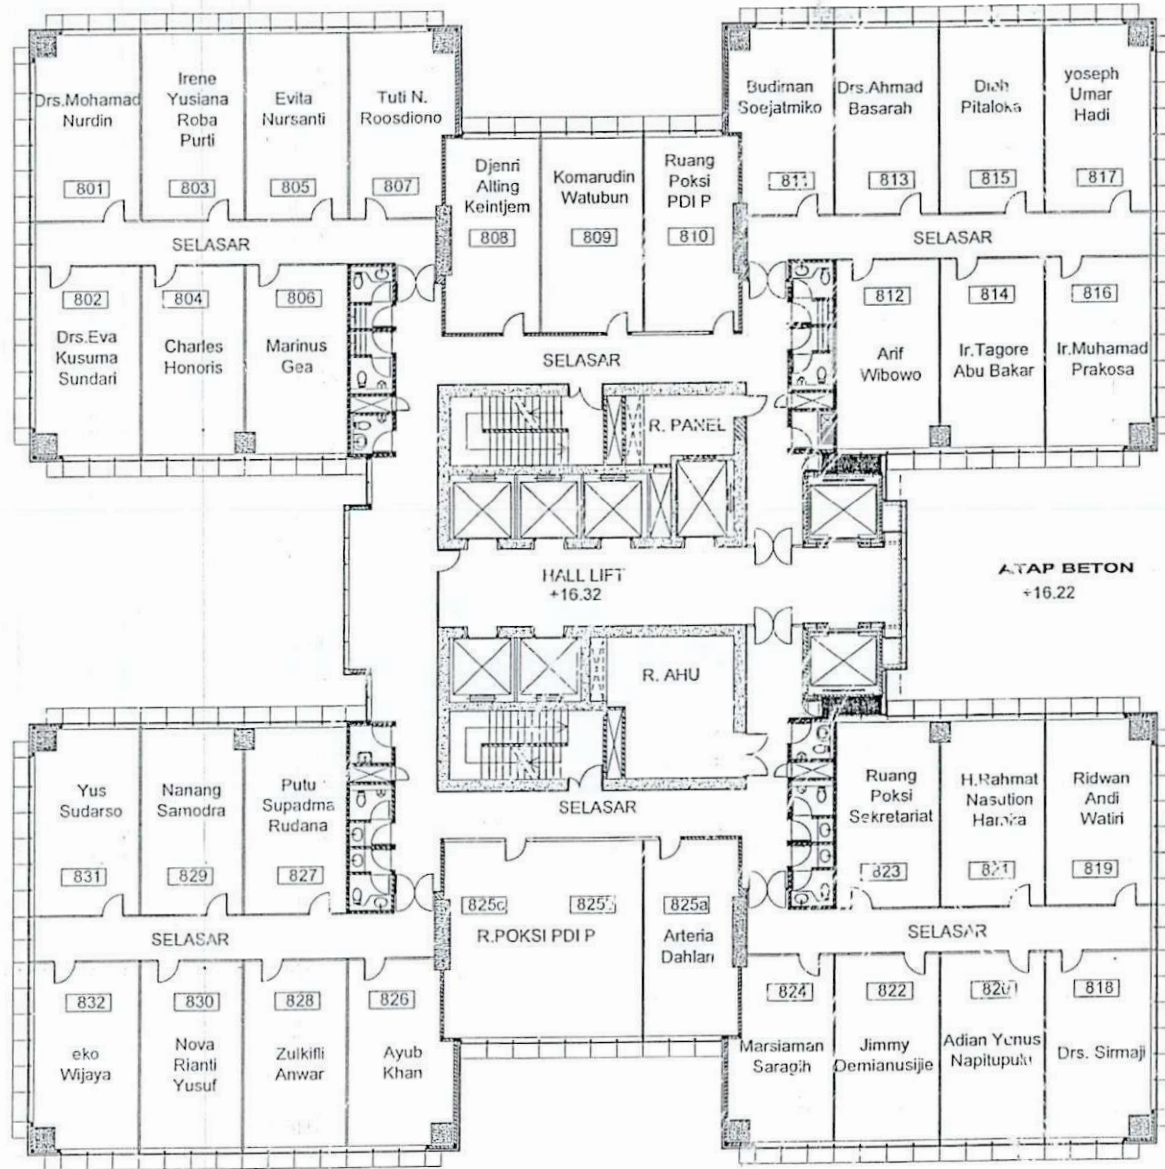 Drs.Mohamad
Nurdin
801
Irene
Yusiana
Roba
Purti
803
Evita
Nursanti
805
Tuti N.
Roosdiono
807
SELASAR
802
Drs.Eva
Kusuma
Sundari
804
Charles
Honoris
806
Marinus
Gea
Djenri
Alting
Keintjem
808
Komarudin
Watubun
809
Ruang
Poksi
PDI P
810
SELASAR
Budiman
Soejatmiko
811
Drs.Ahmad
Basarah
813
Diah
Pitaloka
815
yoseph
Umar
Hadi
817
SELASAR
812
Arif
Wibowo
814
Ir.Tagore
Abu Bakar
816
Ir.Muhamad
Prakosa
R. PANEL
HALL LIFT
+16.32
ATAP BETON
+16.22
R. AHU
SELASAR
Yus
Sudarso
831
Nanang
Samodra
829
Putu
Supadma
Rudana
827
SELASAR
832
eko
Wijaya
830
Nova
Rianti
Yusuf
828
Zulkifli
Anwar
826
Ayub
Khan
825c
825b
R.POKSI PDI P
825a
Arteria
Dahlan
Ruang
Poksi
Sekretariat
823
H.Rahmat
Nasution
821
Ridwan
Andi
Watiri
819
SELASAR
824
Marsiaman
Saragih
822
Jimmy
Demianusijie
820
Adian Yunus
Napitupulu
818
Drs. Sirmaji